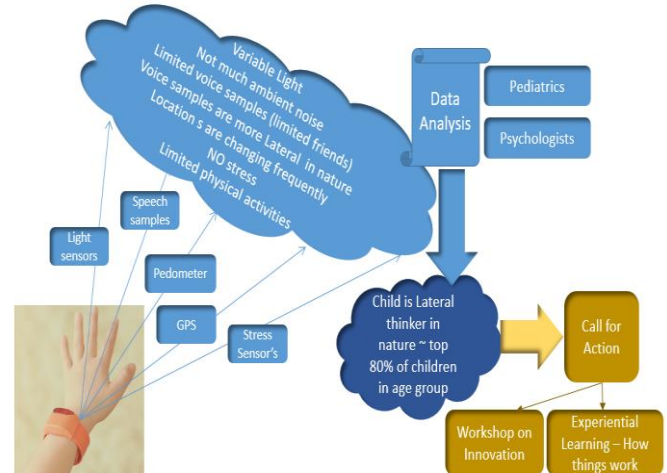 Variable Light
Not much ambient noise
Limited voice samples (limited friends)
Voice samples are more Lateral in nature
Location s are changing frequently
NO stress
Limited physical activities
Data
Analysis
Pediatrics
Psychologists
Light
sensors
Speech
samples
Pedometer
GPS
Stress
Sensor's
Child is Lateral
thinker in
nature ~ top
80% of children
in age group
Call for
Action
Workshop on
Innovation
Experiential
Learning – How
things work